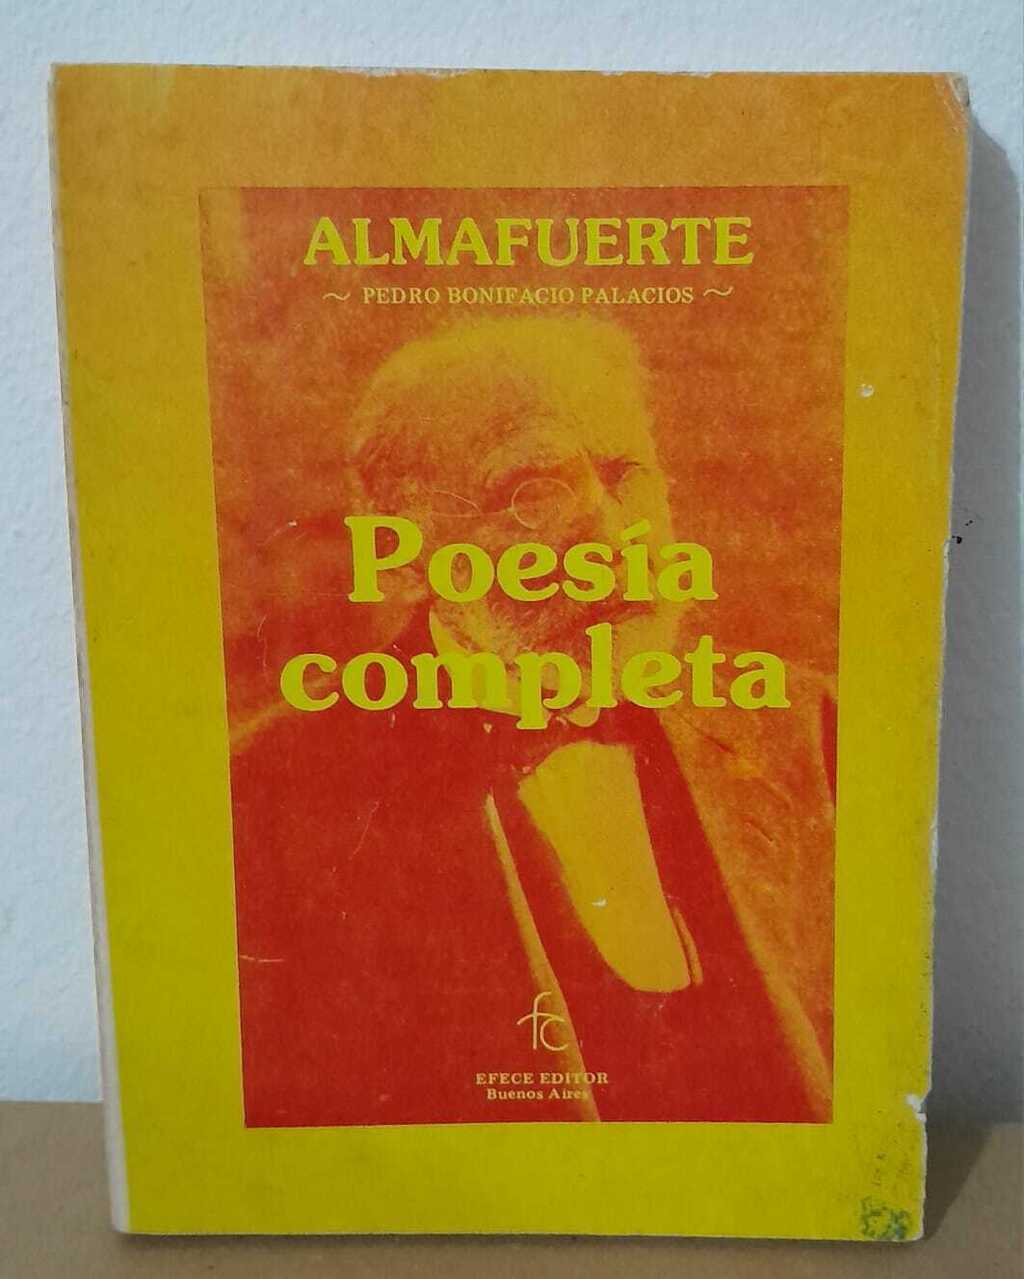 ALMAFUERTE
~ PEDRO BONIFACIO PALACIOS ~
Poesía
completa
fc
EFECE EDITOR
Buenos Aires